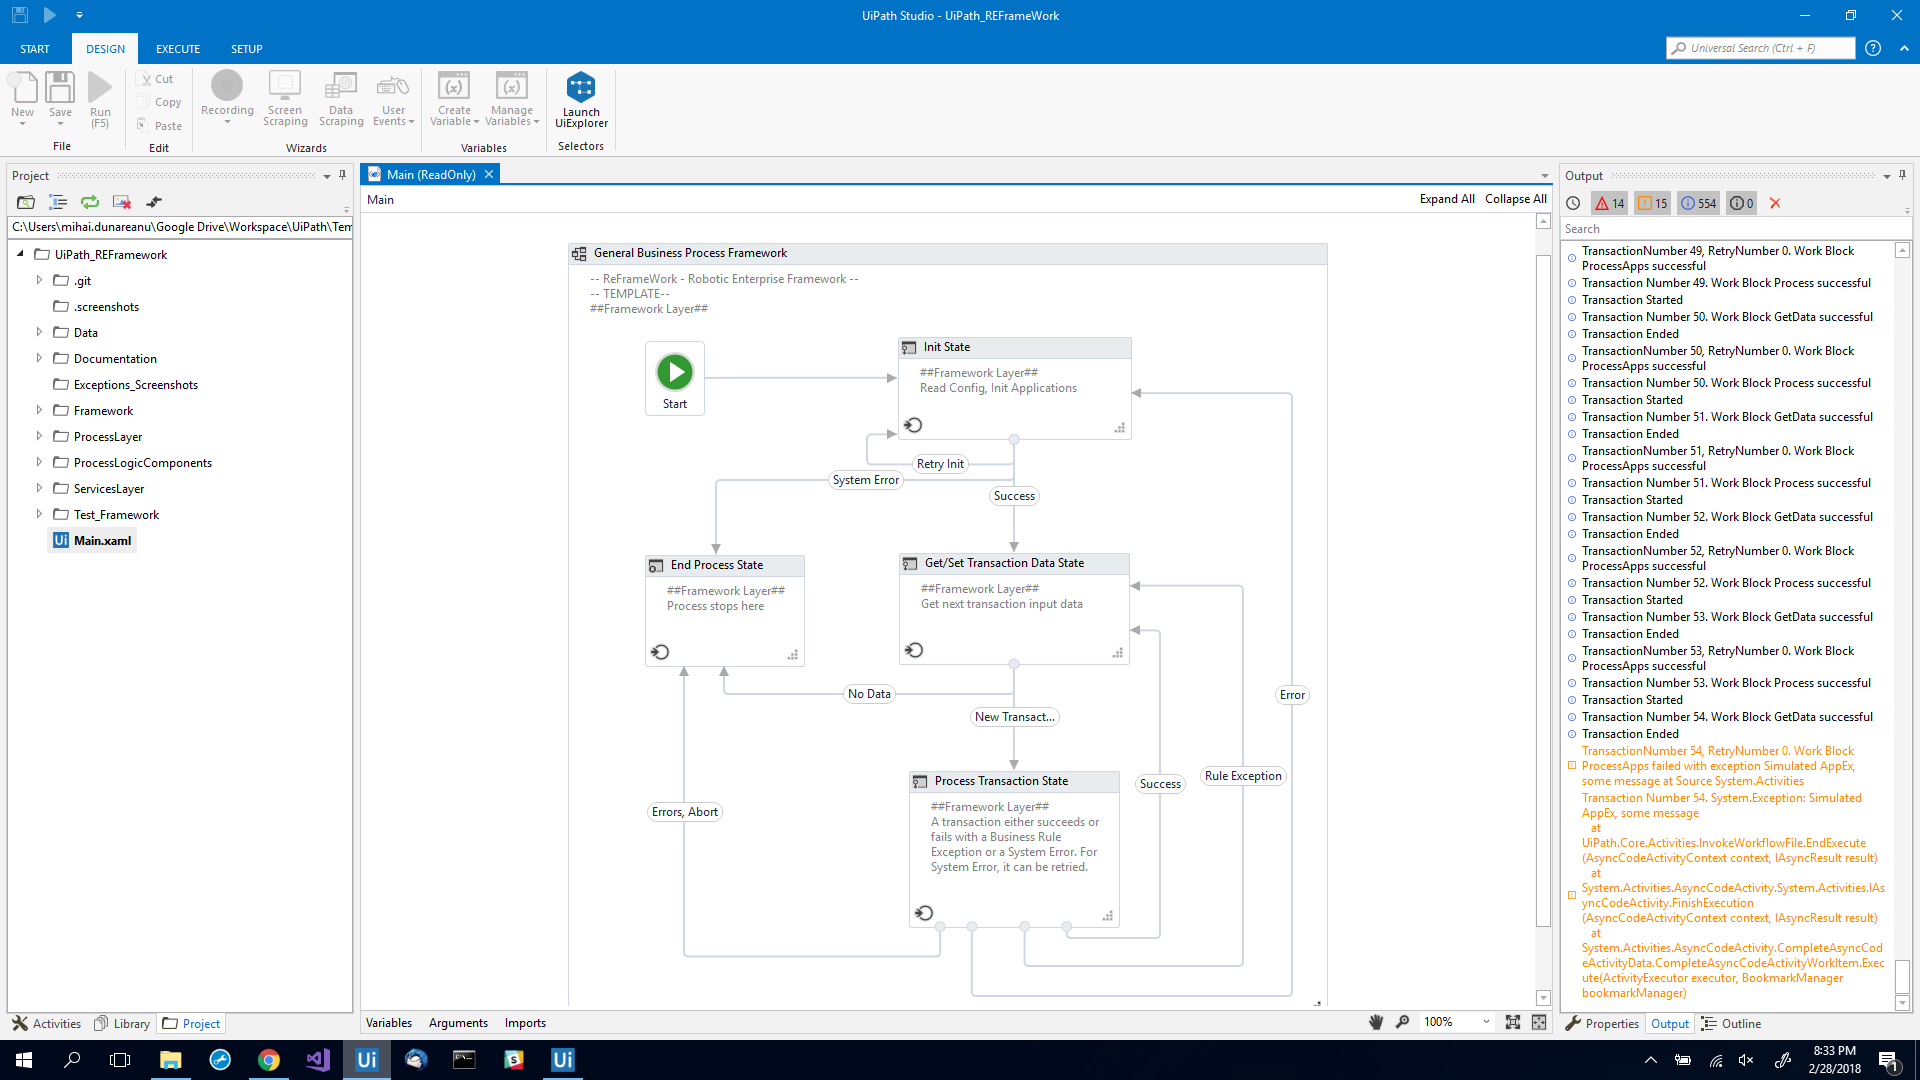 UiPath Studio - UiPath_REFrameWork
START
DESIGN
EXECUTE
SETUP
Universal Search (Ctrl + F)
New
Save
Run
(F5)
File
Cut
Copy
Paste
Edit
Recording
Screen
Scraping
Data
Scraping
User
Events
Wizards
Create
Variable
Manage
Variables
Variables
Launch
UiExplorer
Selectors
Project
C:\Users\mihai.dunareanu\Google Drive\Workspace\UiPath\Tem
UiPath_REFramework
.git
.screenshots
Data
Documentation
Exceptions_Screenshots
Framework
ProcessLayer
ProcessLogicComponents
ServicesLayer
Test_Framework
Ui Main.xaml
Activities
Library
Project
Main (ReadOnly)
Main
Expand All
Collapse All
General Business Process Framework
-- ReFrameWork - Robotic Enterprise Framework --
-- TEMPLATE--
##Framework Layer##
Start
Init State
##Framework Layer##
Read Config, Init Applications
Retry Init
System Error
Success
End Process State
##Framework Layer##
Process stops here
Get/Set Transaction Data State
##Framework Layer##
Get next transaction input data
No Data
New Transact...
Error
Rule Exception
Success
Errors, Abort
Process Transaction State
##Framework Layer##
A transaction either succeeds or
fails with a Business Rule
Exception or a System Error. For
System Error, it can be retried.
Variables
Arguments
Imports
100%
Output
14
15
554
0
Search
TransactionNumber 49, RetryNumber 0. Work Block
ProcessApps successful
Transaction Number 49. Work Block Process successful
Transaction Started
Transaction Number 50. Work Block GetData successful
Transaction Ended
TransactionNumber 50, RetryNumber 0. Work Block
ProcessApps successful
Transaction Number 50. Work Block Process successful
Transaction Started
Transaction Number 51. Work Block GetData successful
Transaction Ended
TransactionNumber 51, RetryNumber 0. Work Block
ProcessApps successful
Transaction Number 51. Work Block Process successful
Transaction Started
Transaction Number 52. Work Block GetData successful
Transaction Ended
TransactionNumber 52, RetryNumber 0. Work Block
ProcessApps successful
Transaction Number 52. Work Block Process successful
Transaction Started
Transaction Number 53. Work Block GetData successful
Transaction Ended
TransactionNumber 53, RetryNumber 0. Work Block
ProcessApps successful
Transaction Number 53. Work Block Process successful
Transaction Started
Transaction Number 54. Work Block GetData successful
Transaction Ended
TransactionNumber 54, RetryNumber 0. Work Block
ProcessApps failed with exception Simulated AppEx,
some message at Source System.Activities
Transaction Number 54. System.Exception: Simulated
AppEx, some message
at
UiPath.Core.Activities.InvokeWorkflowFile.EndExecute
(AsyncCodeActivityContext context, IAsyncResult result)
at
System.Activities.AsyncCodeActivity.System.Activities.IAs
yncCodeActivity.FinishExecution
(AsyncCodeActivityContext context, IAsyncResult result)
at
System.Activities.AsyncCodeActivity.CompleteAsyncCod
eActivityData.CompleteAsyncCodeActivityWorkItem.Exec
ute(ActivityExecutor executor, BookmarkManager
bookmarkManager)
Properties
Output
Outline
Ui
Ui
8:33 PM
2/28/2018
1